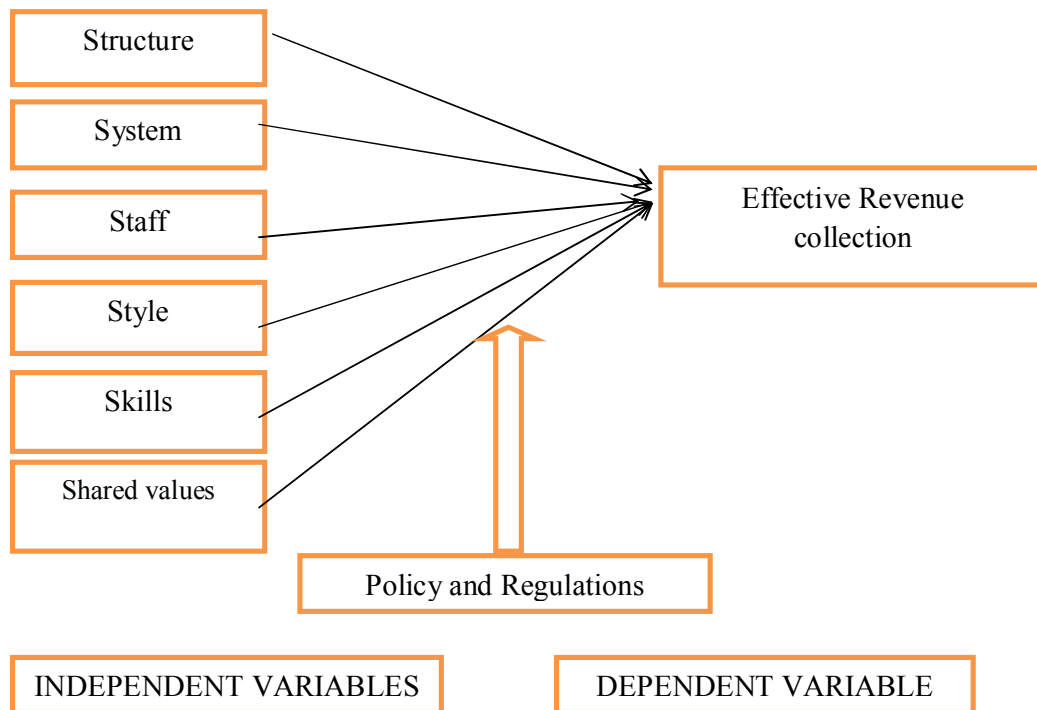 Structure
System
Staff
Style
Skills
Shared values
Effective Revenue
collection
Policy and Regulations
INDEPENDENT VARIABLES
DEPENDENT VARIABLE